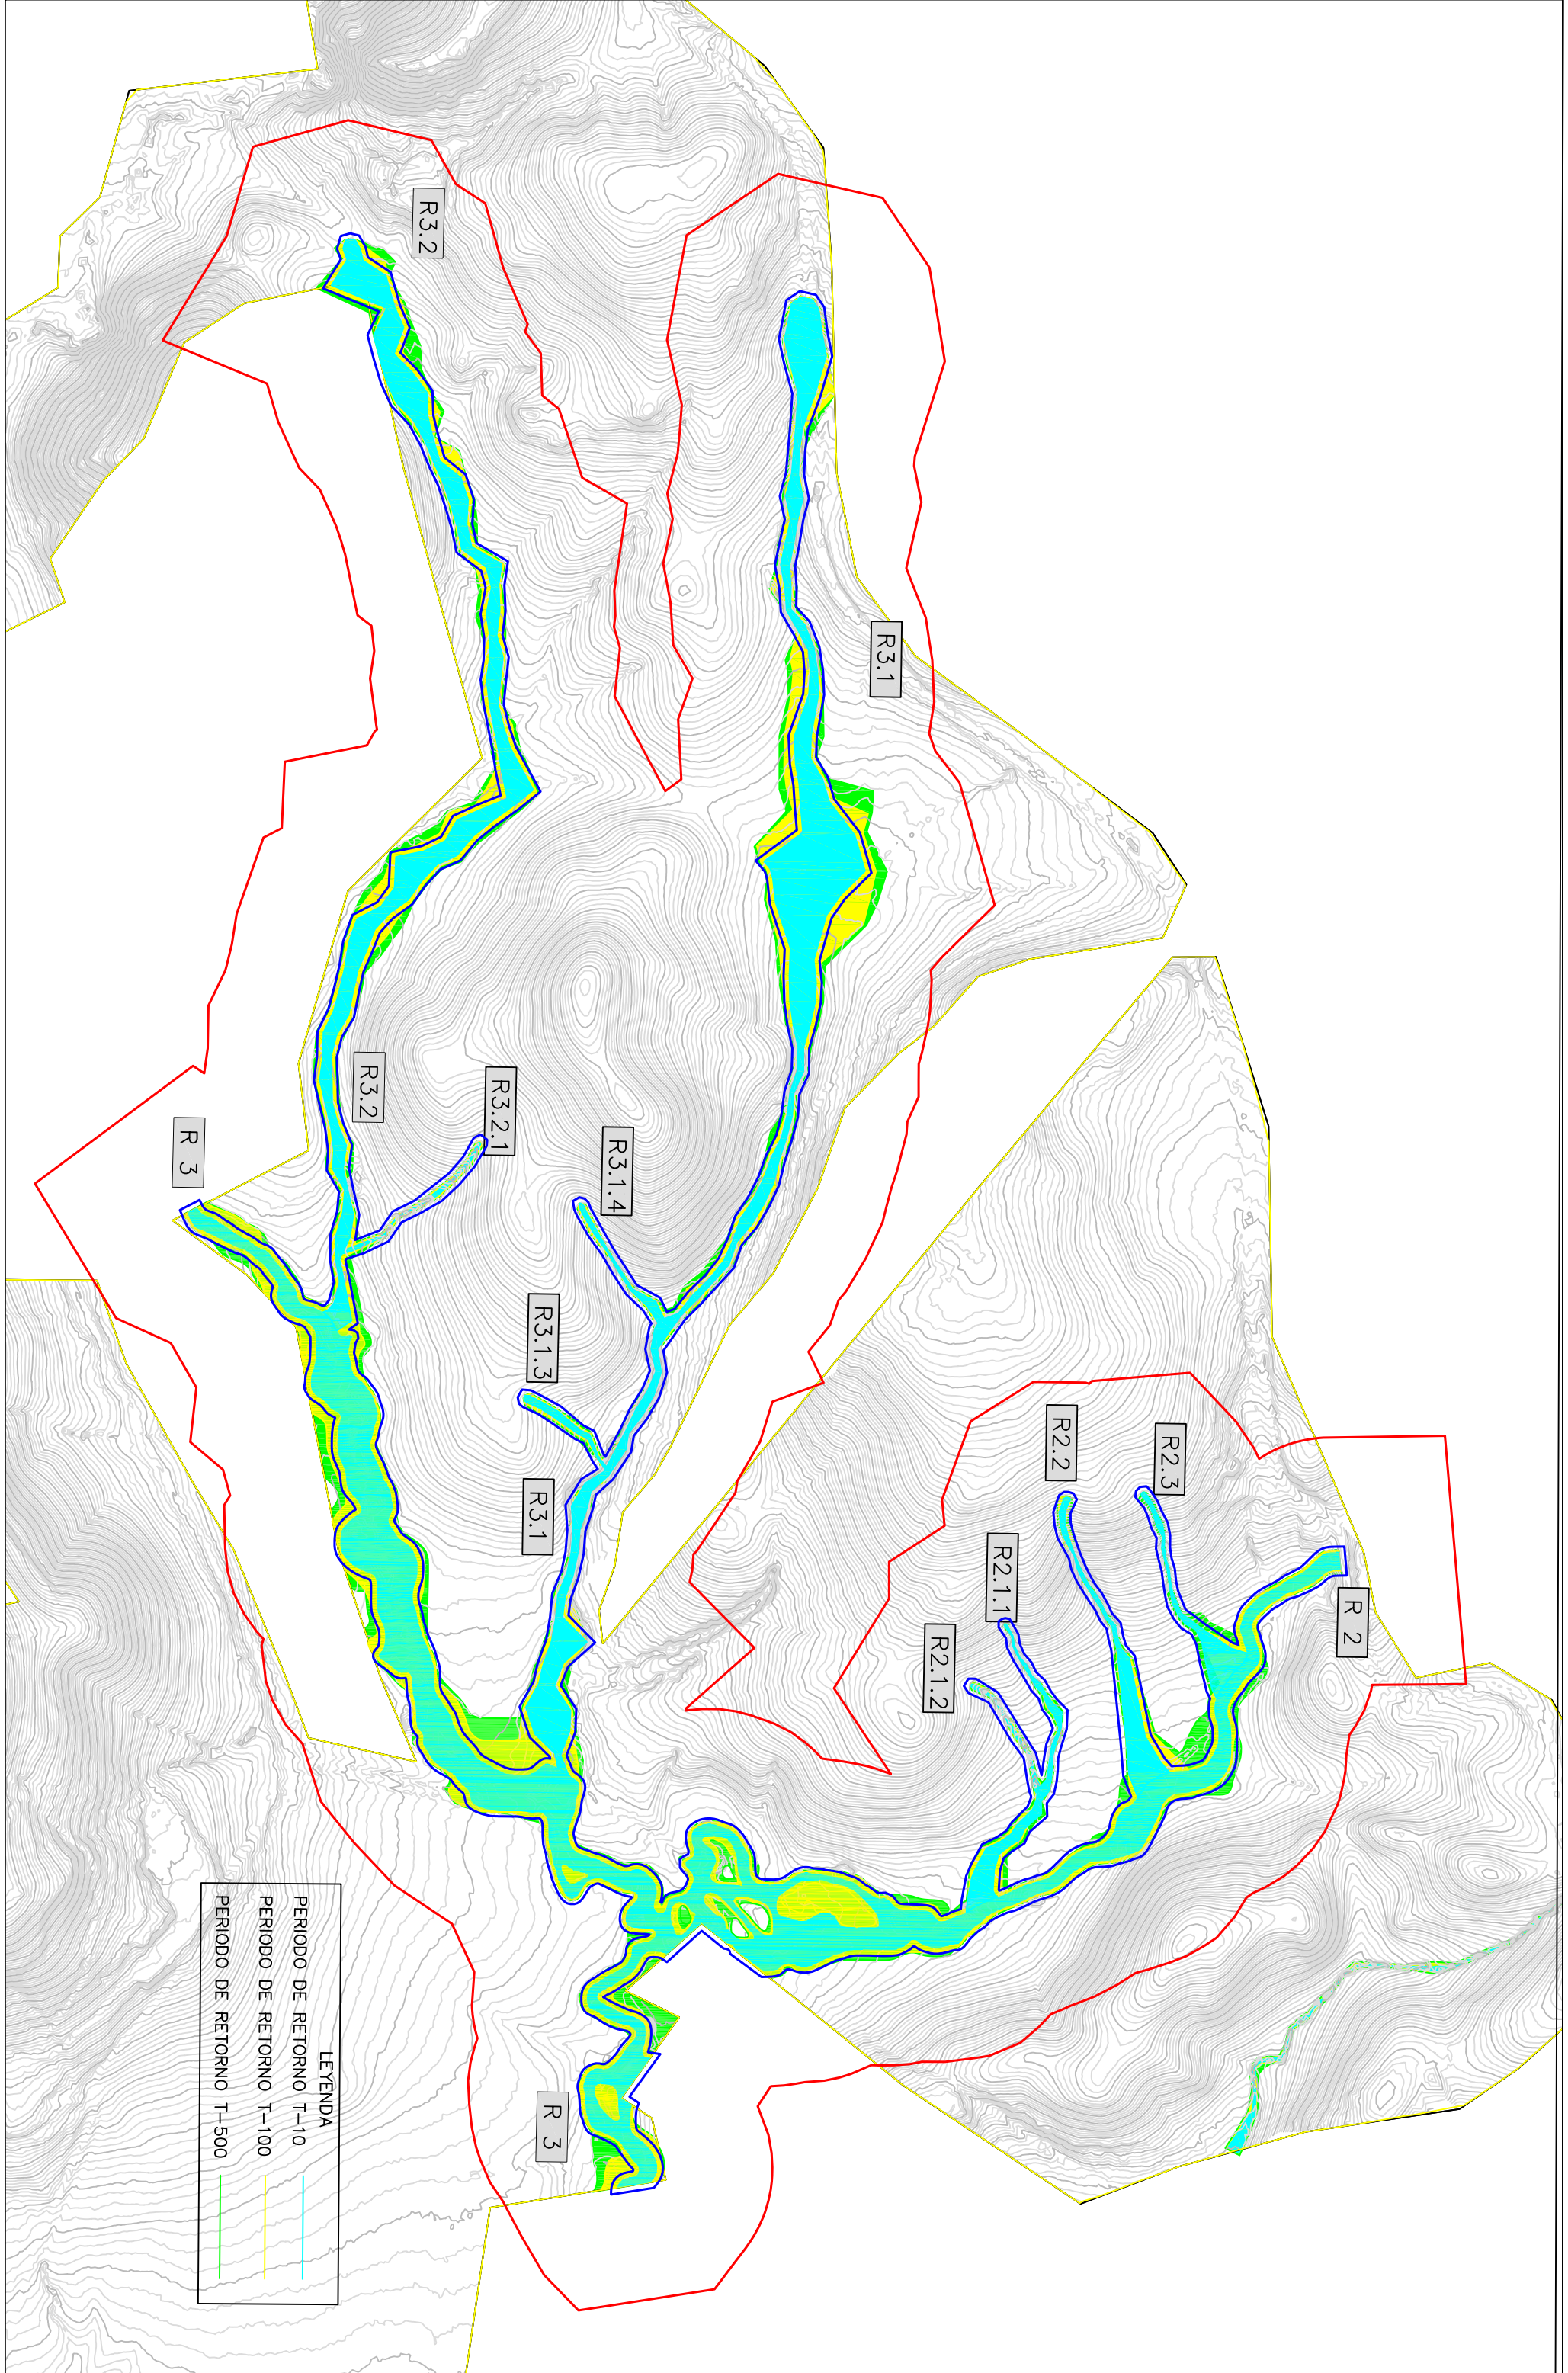 R 2
R2.3
R2.2
R2.1.1
R2.1.2
R3.1
R3.2
R3.1.4
R3.2.1
R3.2
R 3
R3.1.3
R3.1
R 3
LEYENDA
PERIODO DE RETORNO T-10
PERIODO DE RETORNO T-100
PERIODO DE RETORNO T-500